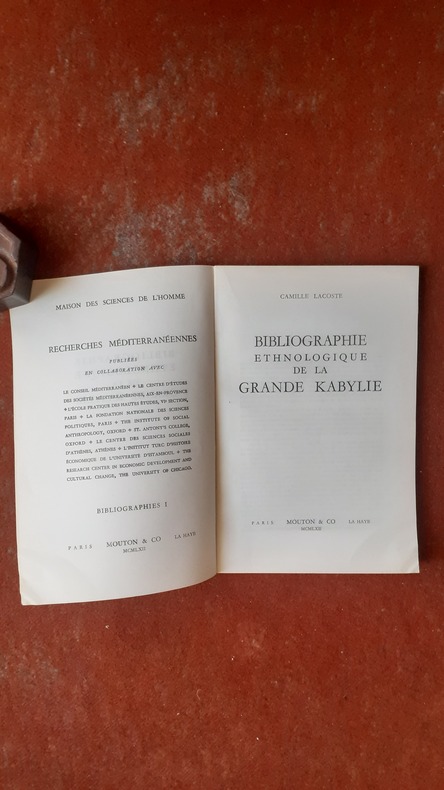 MAISON DES SCIENCES DE L'HOMME
RECHERCHES MÉDITERRANÉENNES
PUBLIÉES
EN COLLABORATION AVEC
LE CONSEIL MÉDITERRANÉEN + LE CENTRE D'ÉTUDES
DES SOCIÉTÉS MÉDITERRANÉENNES, AIX-EN-PROVENCE
+ L'ÉCOLE PRATIQUE DES HAUTES ÉTUDES, VIe SECTION,
PARIS + LA FONDATION NATIONALE DES SCIENCES
POLITIQUES, PARIS + THE INSTITUTE OF SOCIAL
ANTHROPOLOGY, OXFORD + ST. ANTONY'S COLLEGE,
OXFORD + LE CENTRE DES SCIENCES SOCIALES
D'ATHÈNES, ATHÈNES + L'INSTITUT TURC D'HISTOIRE
ÉCONOMIQUE DE L'UNIVERSITÉ D'ISTAMBOUL + THE
RESEARCH CENTER IN ECONOMIC DEVELOPMENT AND
CULTURAL CHANGE, THE UNIVERSITY OF CHICAGO.
BIBLIOGRAPHIES I
PARIS MOUTON & CO LA HAYE
MCMLXII
CAMILLE LACOSTE
BIBLIOGRAPHIE
ETHNOLOGIQUE
DE LA
GRANDE KABYLIE
PARIS MOUTON & CO LA HAYE
MCMLXII